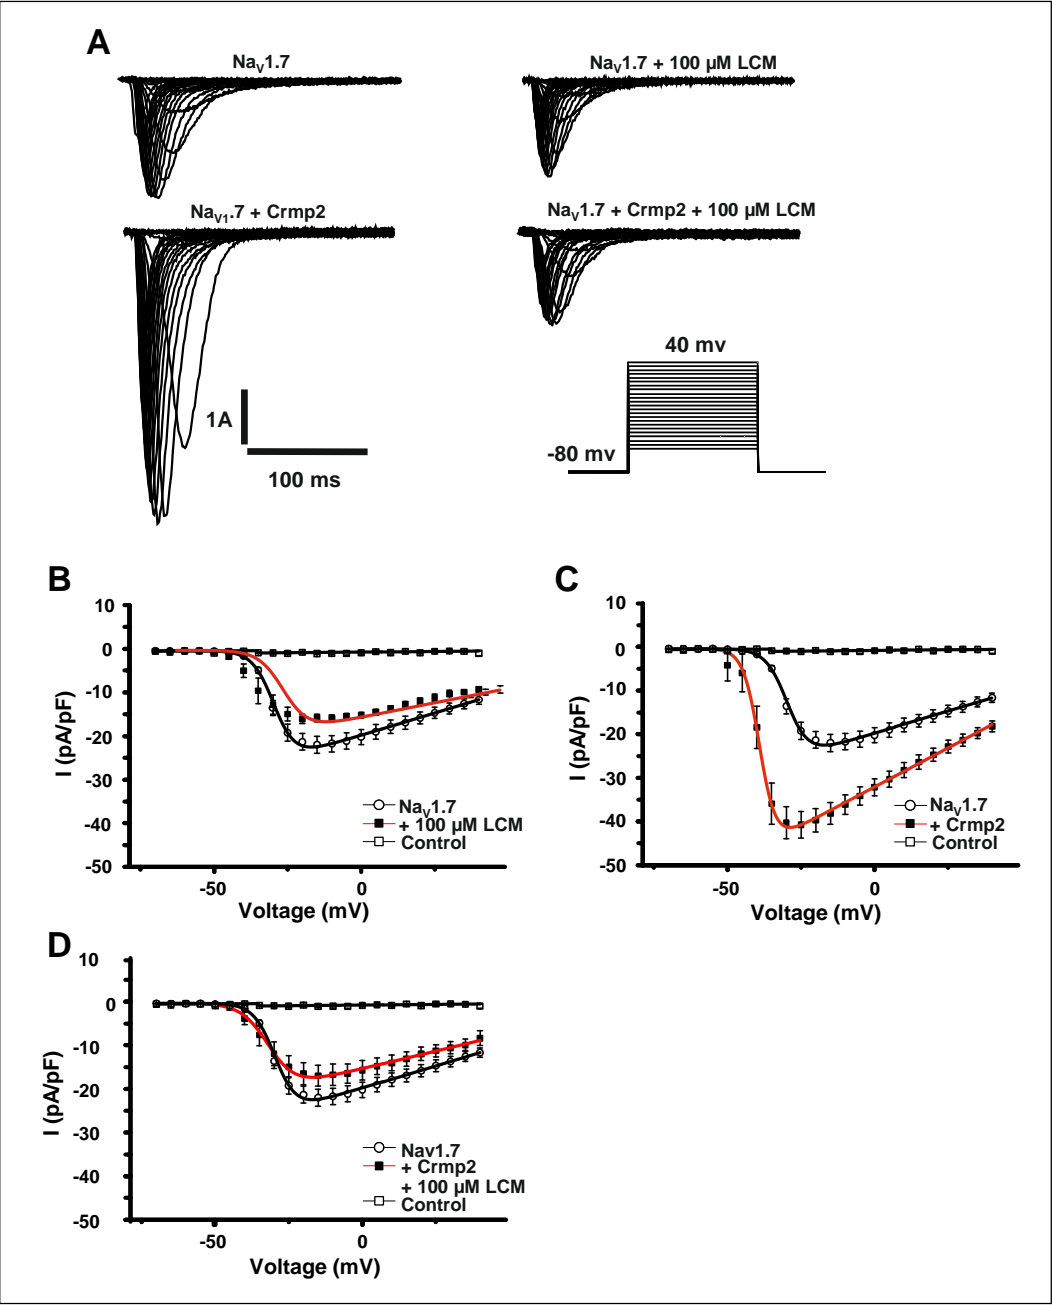 A
NaV1.7
NaV1.7 + 100 µM LCM
NaV1.7 + Crmp2
NaV1.7 + Crmp2 + 100 µM LCM
40 mv
1A
-80 mv
100 ms
B
10
0
-10
-20
-30
-40
-50
I (pA/pF)
NaV1.7
+ 100 µM LCM
Control
-50
0
Voltage (mV)
C
10
0
-10
-20
-30
-40
-50
I (pA/pF)
NaV1.7
+ Crmp2
Control
-50
0
Voltage (mV)
D
10
0
-10
-20
-30
-40
-50
I (pA/pF)
Nav1.7
+ Crmp2
+ 100 µM LCM
Control
-50
0
Voltage (mV)